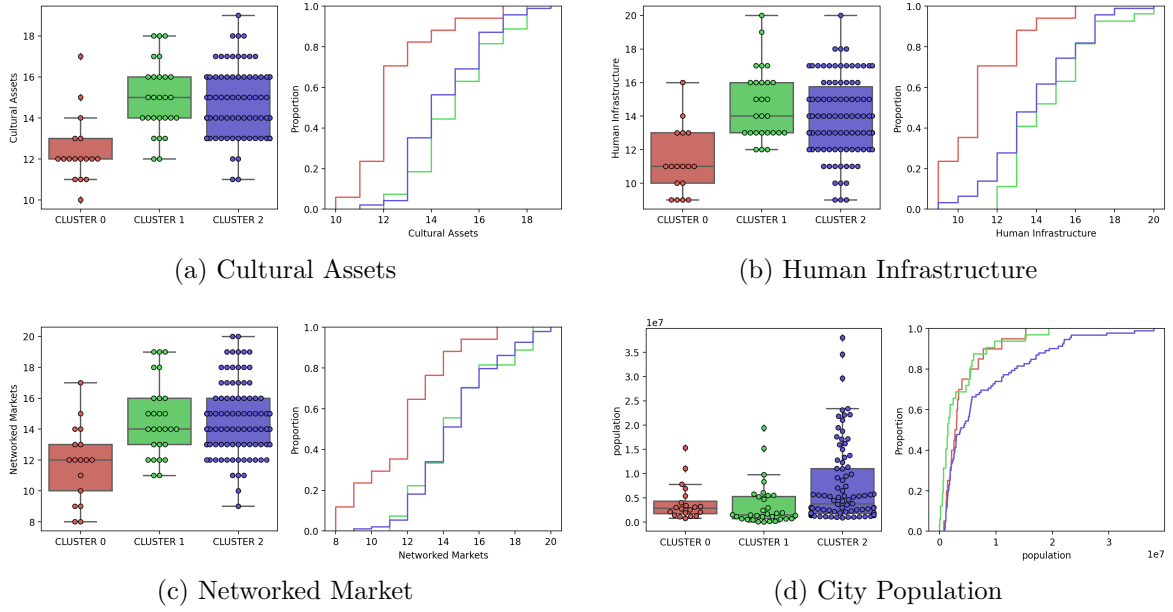 Cultural Assets
16
14
12
10
CLUSTER 0 CLUSTER 1 CLUSTER 2
18
Proportion
1.0
0.8
0.6
0.4
0.2
0.0
10 12 14 16 18
Cultural Assets
Human Infrastructure
20
18
16
14
12
10
CLUSTER 0 CLUSTER 1 CLUSTER 2
Proportion
1.0
0.8
0.6
0.4
0.2
0.0
10 12 14 16 18 20
Human Infrastructure
(a) Cultural Assets
(b) Human Infrastructure
Networked Markets
20
18
16
14
12
10
8
CLUSTER 0 CLUSTER 1 CLUSTER 2
Proportion
1.0
0.8
0.6
0.4
0.2
0.0
8 10 12 14 16 18 20
Networked Markets
1e7
population
3.5
3.0
2.5
2.0
1.5
1.0
0.5
0.0
CLUSTER 0 CLUSTER 1 CLUSTER 2
Proportion
1.0
0.8
0.6
0.4
0.2
0.0
0 1 2 3
population
1e7
(c) Networked Market
(d) City Population